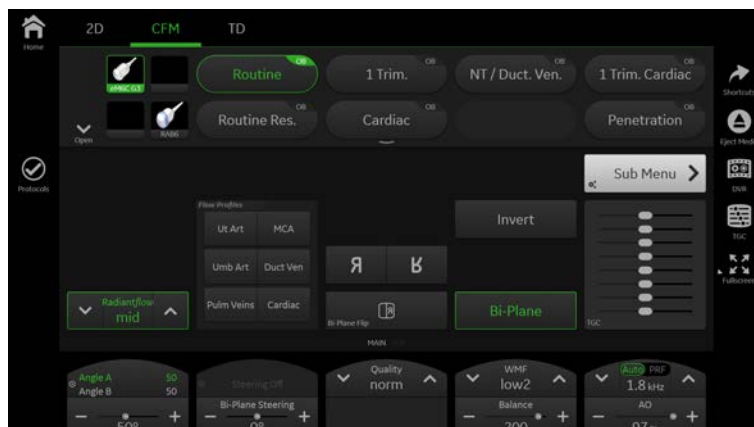 2D CFM TD
Home
Routine OB
1 Trim. OB
NT / Duct. Ven. OB
1 Trim. Cardiac OB
eM6C G3
Routine Res. OB
Cardiac OB
Penetration OB
RAB6
Open
Shortcuts
Eject Media
Protocols
Sub Menu
DVR
Flow Profiles
Ut Art MCA
Invert
TGC
Umb Art Duct Ven
R R
Fullscreen
Radiantflow
mid
Pulm Veins Cardiac
Bi-Plane Flip
R
Bi-Plane
TGC
MAIN
Angle A 50
Angle B 50
50°
Steering Off
Bi-Plane Steering
0°
Quality
norm
WMF
low2
Balance
200
Auto PRF
1.8 kHz
AO
97